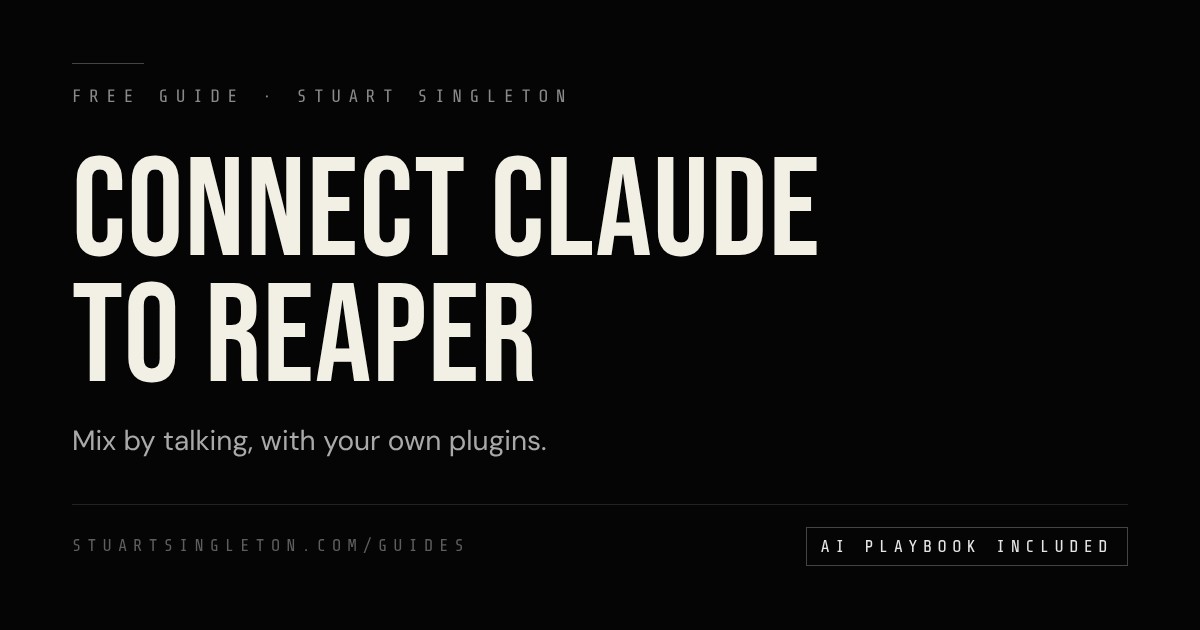 FREE GUIDE · STUART SINGLETON
CONNECT CLAUDE
TO REAPER
Mix by talking, with your own plugins.
STUARTSINGLETON.COM/GUIDES
AI PLAYBOOK INCLUDED